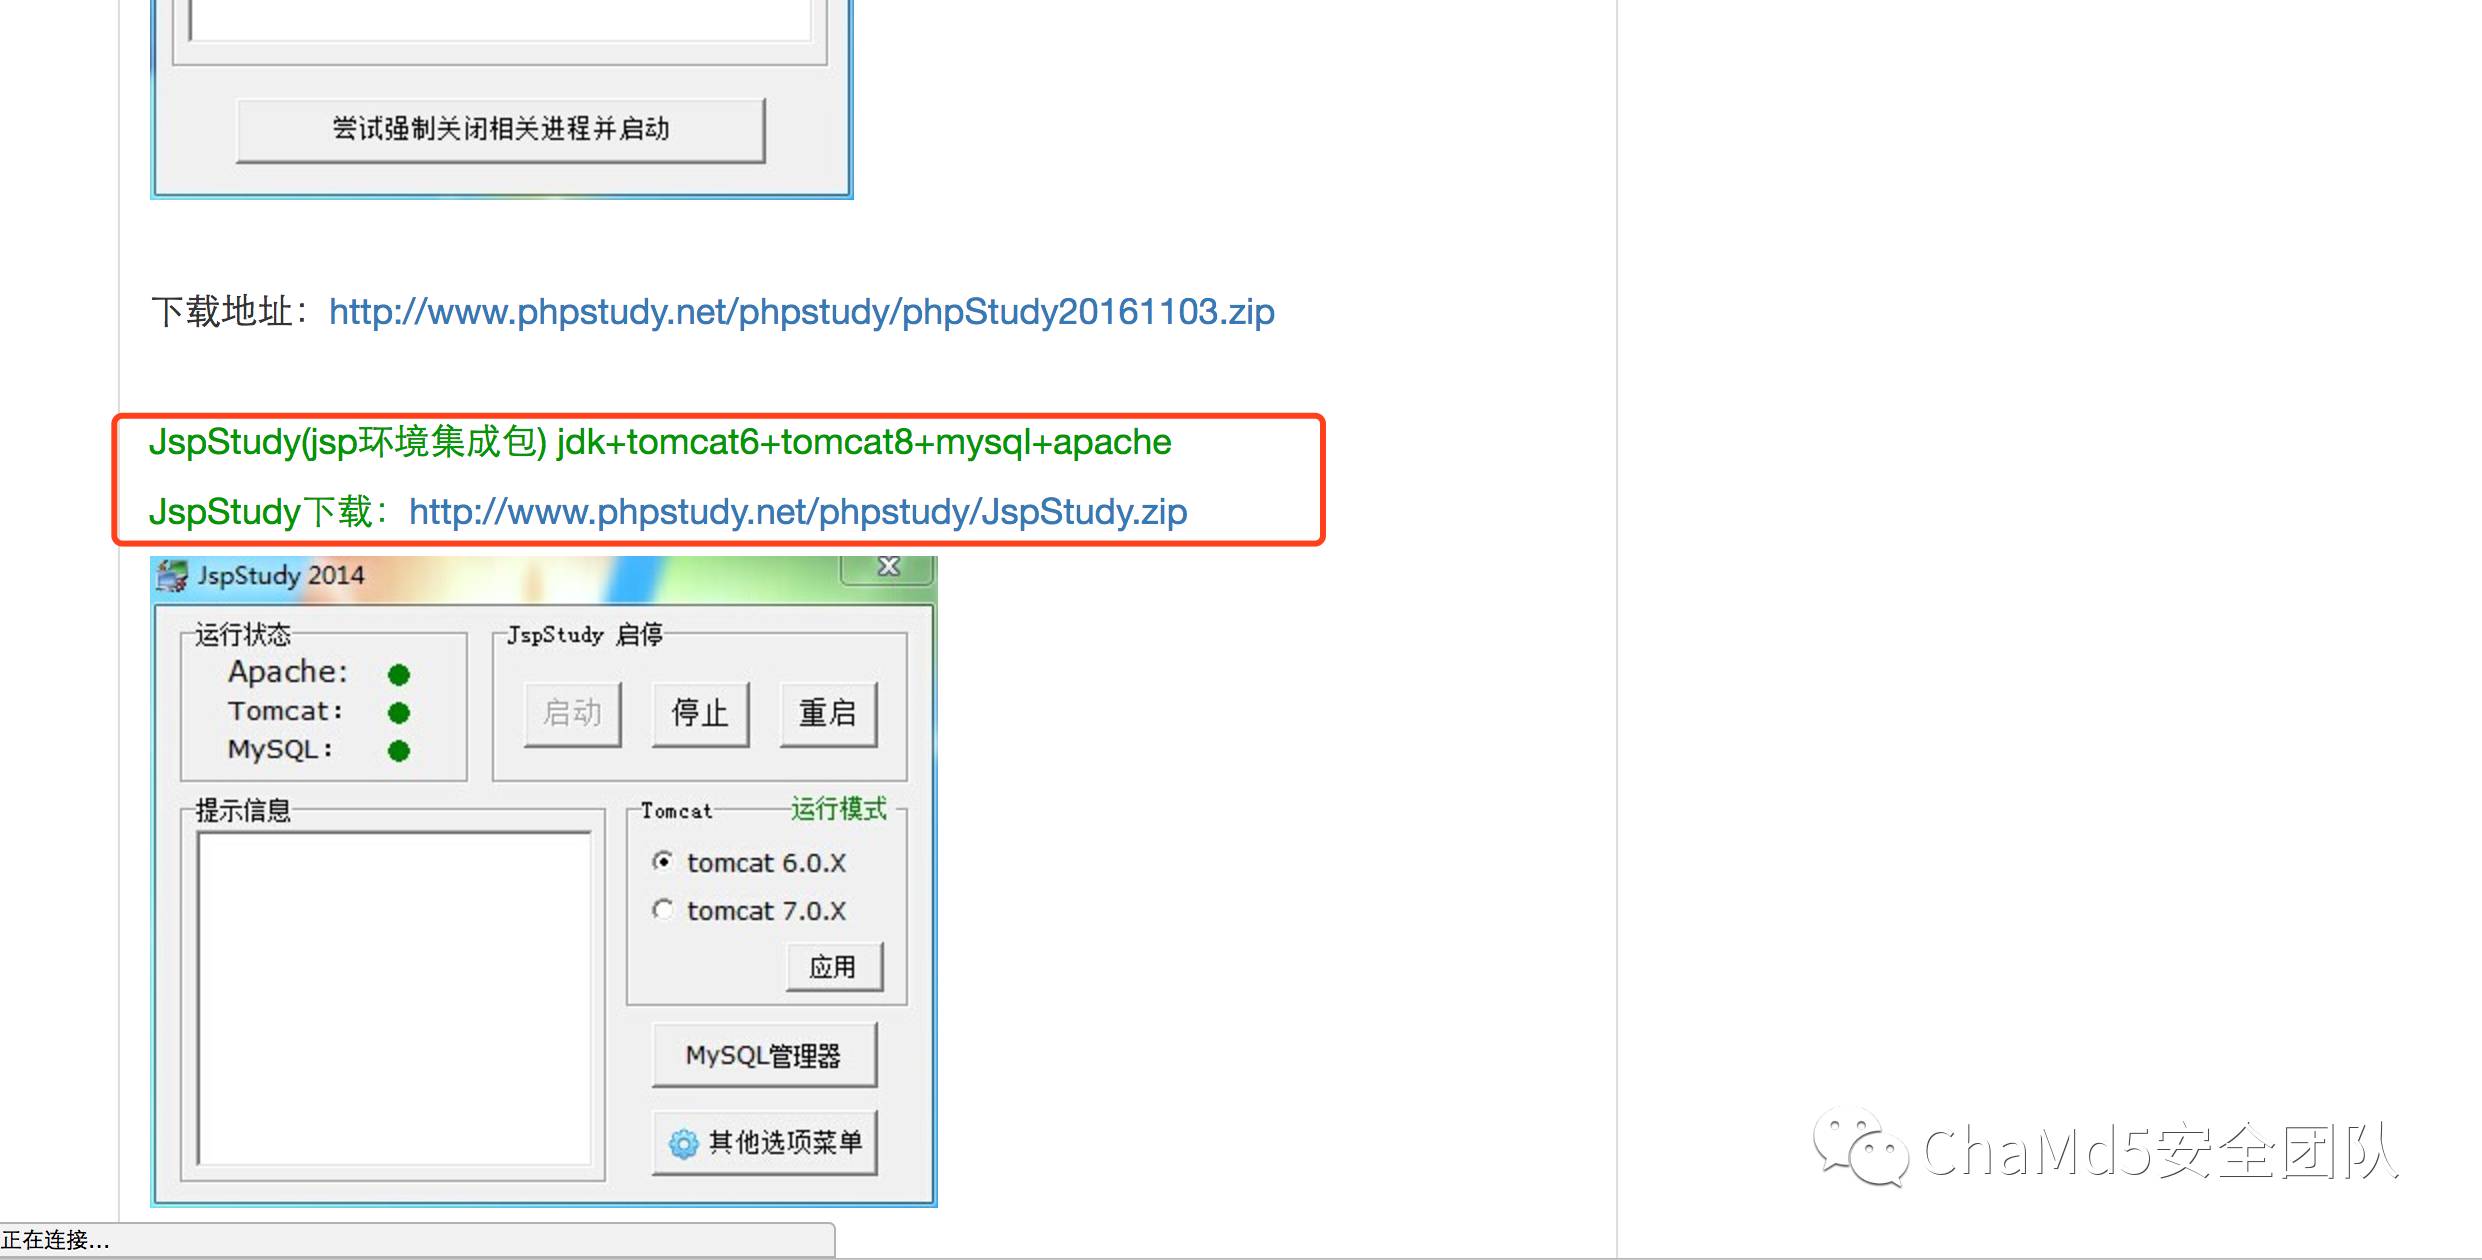 尝试强制关闭相关进程并启动
下载地址：http://www.phpstudy.net/phpstudy/phpStudy20161103.zip
JspStudy(jsp环境集成包) jdk+tomcat6+tomcat8+mysql+apache
JspStudy下载：http://www.phpstudy.net/phpstudy/JspStudy.zip
JspStudy 2014
运行状态
Apache:
Tomcat:
MySQL:
JspStudy 启停
启动 停止 重启
提示信息
Tomcat 运行模式
tomcat 6.0.X
tomcat 7.0.X
应用
MySQL管理器
其他选项菜单
ChaMd5安全团队
正在连接...